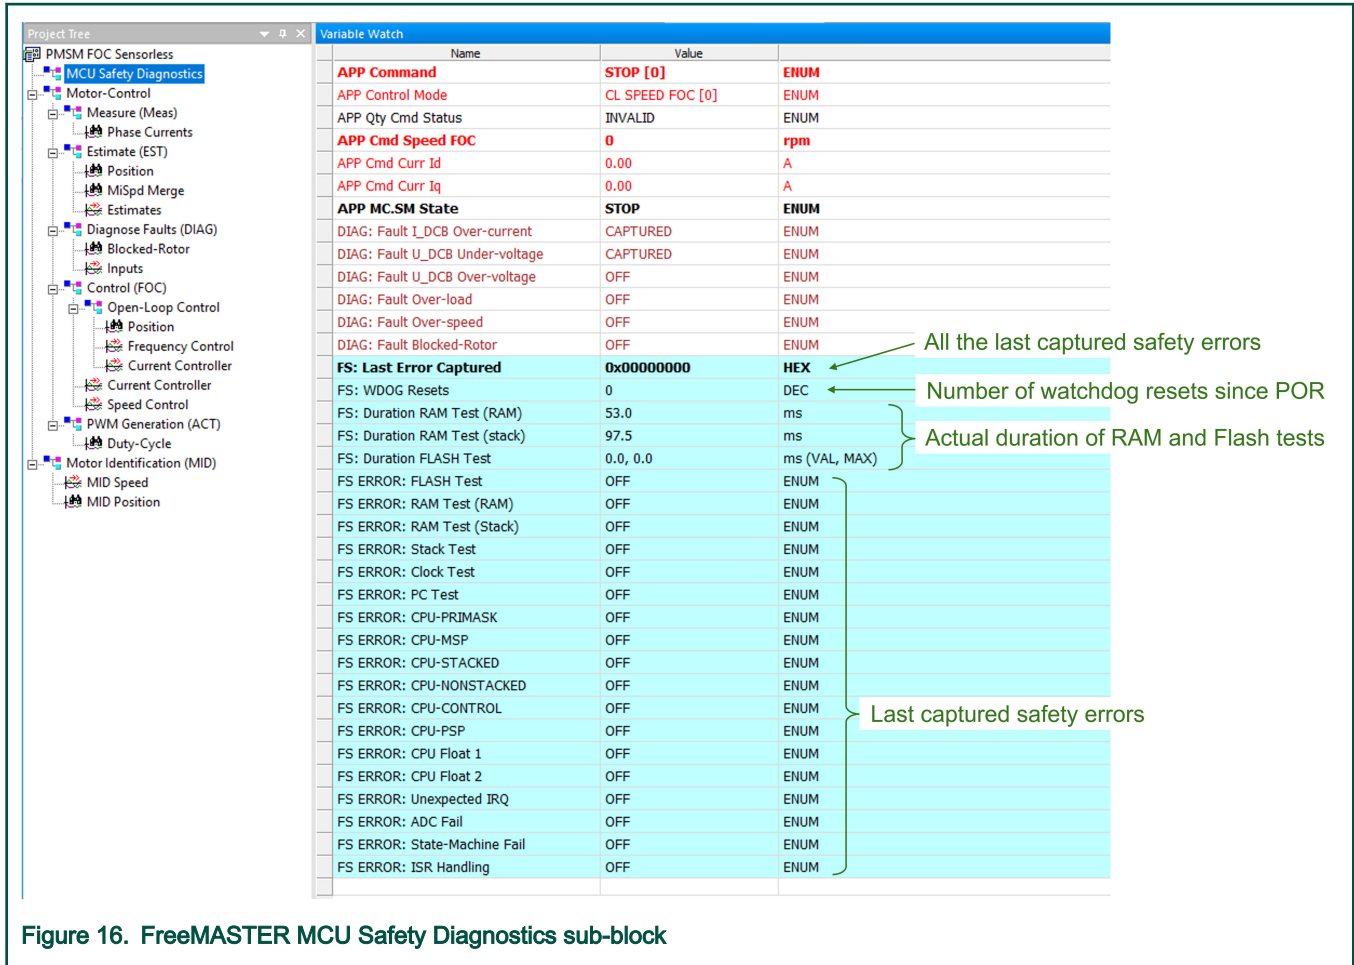 Project Tree
PMSM FOC Sensorless
MCU Safety Diagnostics
Motor-Control
Measure (Meas)
Phase Currents
Estimate (EST)
Position
MiSpd Merge
Estimates
Diagnose Faults (DIAG)
Blocked-Rotor
Inputs
Control (FOC)
Open-Loop Control
Position
Frequency Control
Current Controller
Current Controller
Speed Control
PWM Generation (ACT)
Duty-Cycle
Motor Identification (MID)
MID Speed
MID Position
Variable Watch
Name Value
APP Command STOP [0] ENUM
APP Control Mode CL SPEED FOC [0] ENUM
APP Qty Cmd Status INVALID ENUM
APP Cmd Speed FOC 0 rpm
APP Cmd Curr Id 0.00 A
APP Cmd Curr Iq 0.00 A
APP MC.SM State STOP ENUM
DIAG: Fault I_DCB Over-current CAPTURED ENUM
DIAG: Fault U_DCB Under-voltage CAPTURED ENUM
DIAG: Fault U_DCB Over-voltage OFF ENUM
DIAG: Fault Over-load OFF ENUM
DIAG: Fault Over-speed OFF ENUM
DIAG: Fault Blocked-Rotor OFF ENUM
FS: Last Error Captured 0x00000000 HEX
FS: WDOG Resets 0 DEC
FS: Duration RAM Test (RAM) 53.0 ms
FS: Duration RAM Test (stack) 97.5 ms
FS: Duration FLASH Test 0.0, 0.0 ms (VAL, MAX)
FS ERROR: FLASH Test OFF ENUM
FS ERROR: RAM Test (RAM) OFF ENUM
FS ERROR: RAM Test (Stack) OFF ENUM
FS ERROR: Stack Test OFF ENUM
FS ERROR: Clock Test OFF ENUM
FS ERROR: PC Test OFF ENUM
FS ERROR: CPU-PRIMASK OFF ENUM
FS ERROR: CPU-MSP OFF ENUM
FS ERROR: CPU-STACKED OFF ENUM
FS ERROR: CPU-NONSTACKED OFF ENUM
FS ERROR: CPU-CONTROL OFF ENUM
FS ERROR: CPU-PSP OFF ENUM
FS ERROR: CPU Float 1 OFF ENUM
FS ERROR: CPU Float 2 OFF ENUM
FS ERROR: Unexpected IRQ OFF ENUM
FS ERROR: ADC Fail OFF ENUM
FS ERROR: State-Machine Fail OFF ENUM
FS ERROR: ISR Handling OFF ENUM
All the last captured safety errors
Number of watchdog resets since POR
Actual duration of RAM and Flash tests
Last captured safety errors
Figure 16. FreeMASTER MCU Safety Diagnostics sub-block